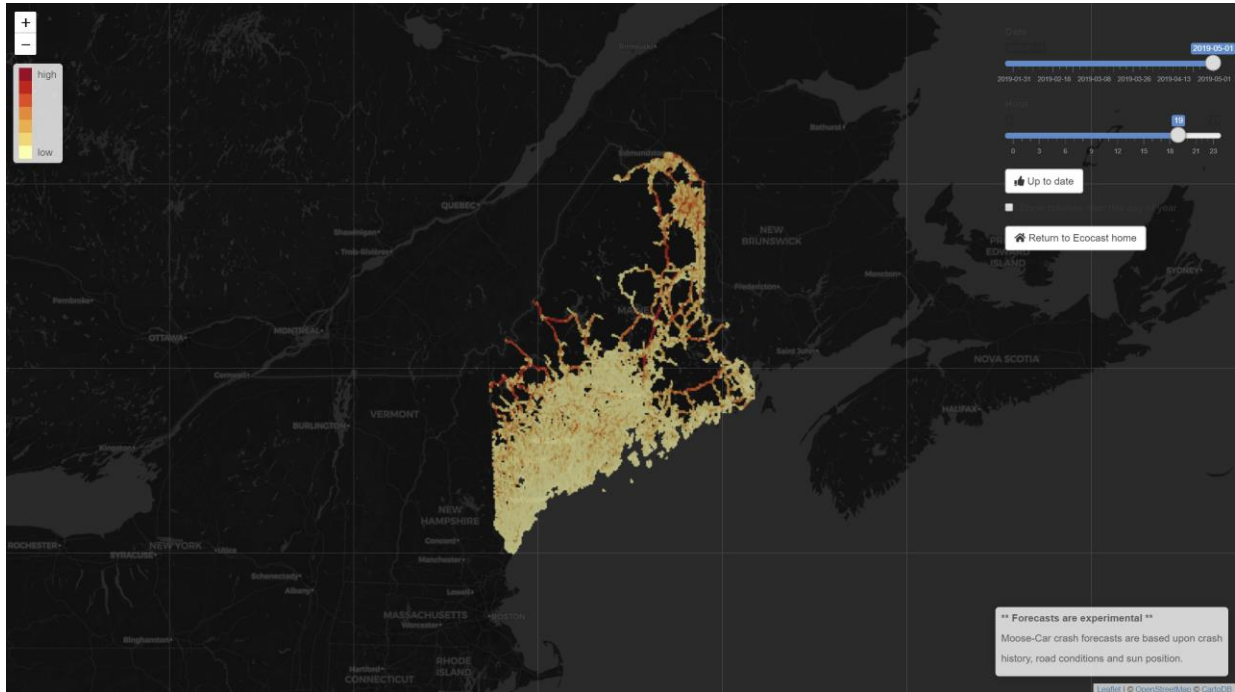 +
−
high
low
Date
2019-05-01
2019-01-31 2019-02-18 2019-03-08 2019-03-26 2019-04-13 2019-05-01
Hour
19
0 3 6 9 12 15 18 21 23
Up to date
Return to Ecocast home
Edmundston
Bathurst
QUEBEC
Shawinigan
Trois-Rivières
NEW
BRUNSWICK
PRINCE
EDWARD
ISLAND
SYDNEY
Moncton
Fredericton
Pembroke
OTTAWA
MONTREAL
Cornwall
Saint John
NOVA SCOTIA
HALIFAX
VERMONT
BURLINGTON
Kingston
NEW
HAMPSHIRE
Concord
Manchester
ROCHESTER
SYRACUSE
NEW YORK
Utica
Schenectady
Albany
Lowell
MASSACHUSETTS
Worcester
BOSTON
Binghamton
RHODE
ISLAND
Hartford
CONNECTICUT
** Forecasts are experimental **
Moose-Car crash forecasts are based upon crash
history, road conditions and sun position.
Leaflet | © OpenStreetMap © CartoDB